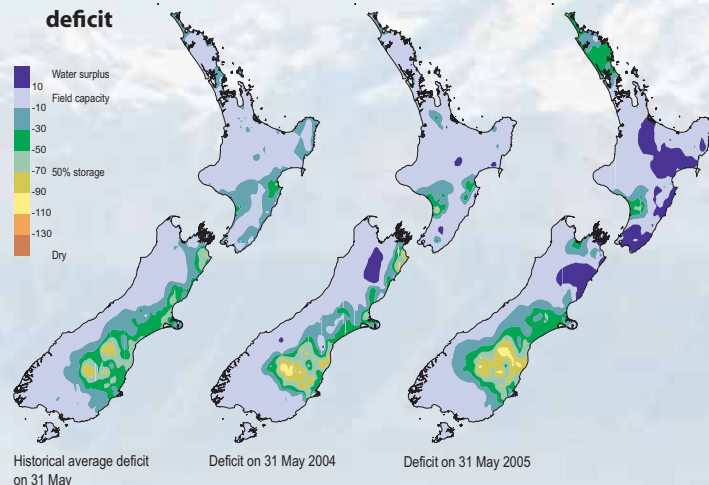 deficit
Water surplus
10
Field capacity
-10
-30
-50
50% storage
-70
-90
-110
-130
Dry
Historical average deficit
on 31 May
Deficit on 31 May 2004
Deficit on 31 May 2005